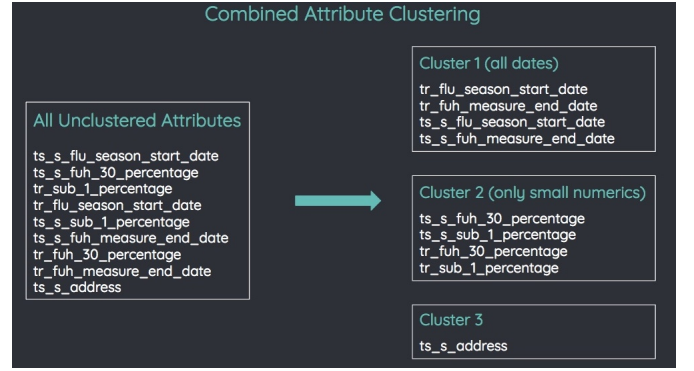 Combined Attribute Clustering
All Unclustered Attributes
ts_s_flu_season_start_date
ts_s_fuh_30_percentage
tr_sub_1_percentage
tr_flu_season_start_date
ts_s_sub_1_percentage
ts_s_fuh_measure_end_date
tr_fuh_30_percentage
tr_fuh_measure_end_date
ts_s_address
Cluster 1 (all dates)
tr_flu_season_start_date
tr_fuh_measure_end_date
ts_s_flu_season_start_date
ts_s_fuh_measure_end_date
Cluster 2 (only small numerics)
ts_s_fuh_30_percentage
ts_s_sub_1_percentage
tr_fuh_30_percentage
tr_sub_1_percentage
Cluster 3
ts_s_address